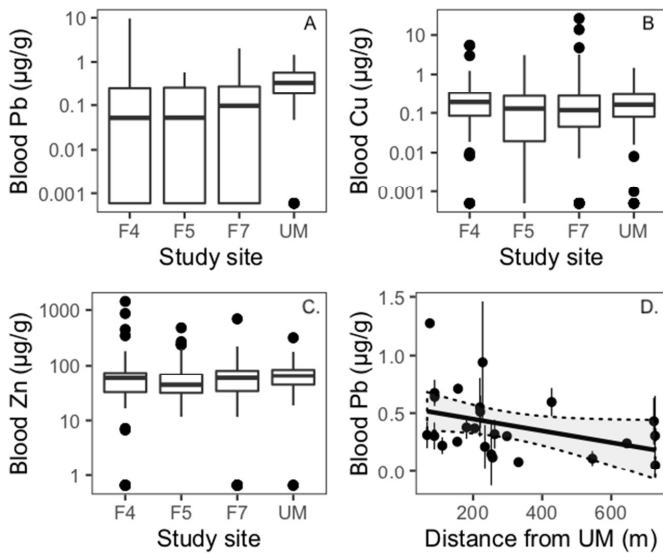 A
Blood Pb (µg/g)
10
1
0.1
0.01
0.001
F4 F5 F7 UM
Study site
B
Blood Cu (µg/g)
10
1
0.1
0.01
0.001
F4 F5 F7 UM
Study site
C.
Blood Zn (µg/g)
1000
100
10
1
F4 F5 F7 UM
Study site
D.
Blood Pb (µg/g)
1.5
1.0
0.5
0.0
200 400 600
Distance from UM (m)